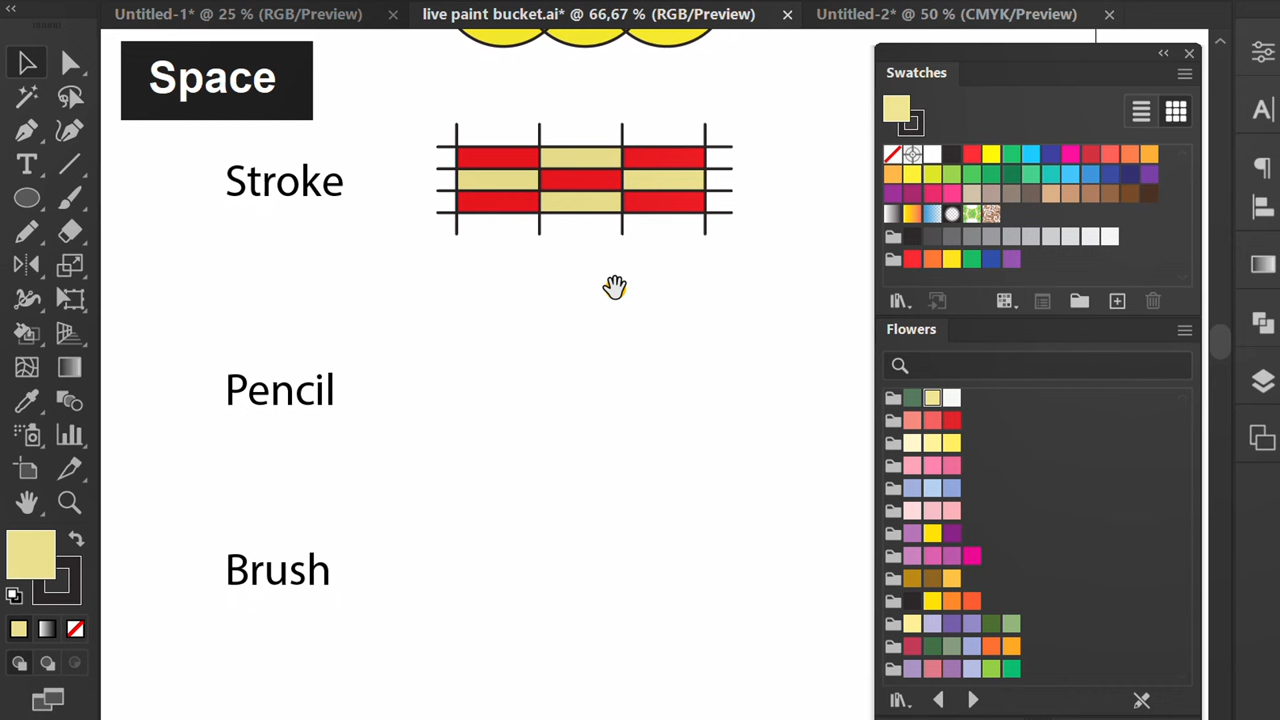 Untitled-1* @ 25 % (RGB/Preview)
live paint bucket.ai* @ 66,67 % (RGB/Preview)
Untitled-2* @ 50 % (CMYK/Preview)
Space
Swatches
Stroke
Flowers
Pencil
Brush